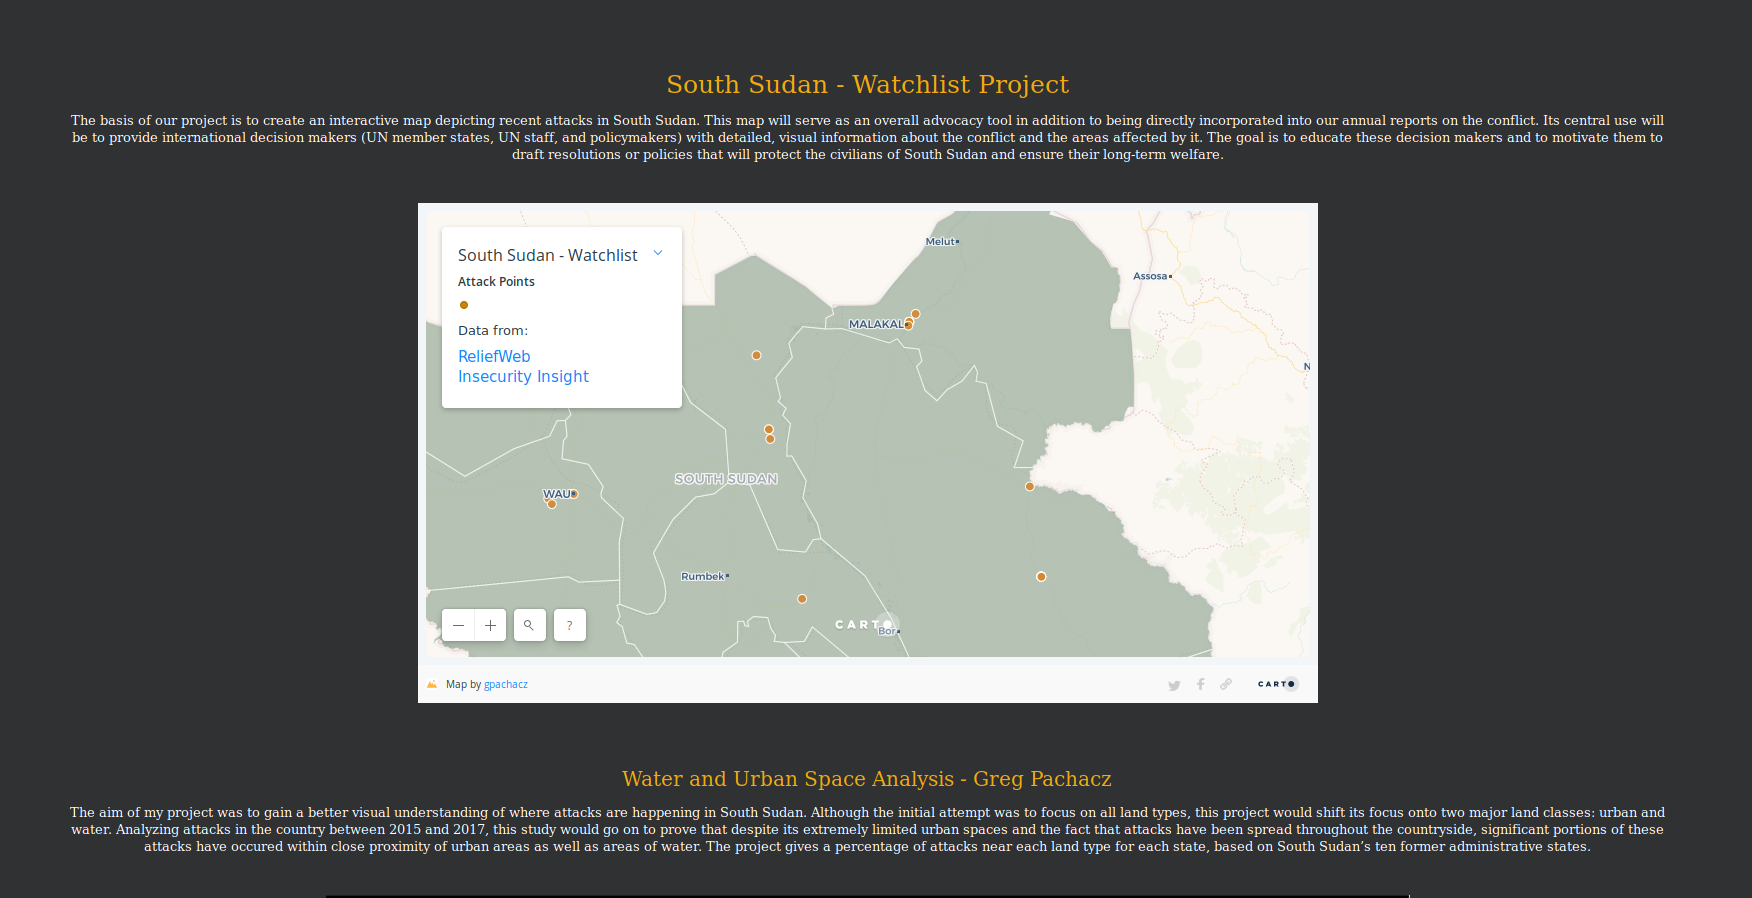 South Sudan - Watchlist Project
The basis of our project is to create an interactive map depicting recent attacks in South Sudan. This map will serve as an overall advocacy tool in addition to being directly incorporated into our annual reports on the conflict. Its central use will
be to provide international decision makers (UN member states, UN staff, and policymakers) with detailed, visual information about the conflict and the areas affected by it. The goal is to educate these decision makers and to motivate them to
draft resolutions or policies that will protect the civilians of South Sudan and ensure their long-term welfare.
South Sudan - Watchlist
Attack Points
Data from:
ReliefWeb
Insecurity Insight
Melut
Assosa
MALAKAL
N
SOUTH SUDAN
WAU
Rumbek
CARTO
Bor
?
Map by gpachacz
CARTO
Water and Urban Space Analysis - Greg Pachacz
The aim of my project was to gain a better visual understanding of where attacks are happening in South Sudan. Although the initial attempt was to focus on all land types, this project would shift its focus onto two major land classes: urban and
water. Analyzing attacks in the country between 2015 and 2017, this study would go on to prove that despite its extremely limited urban spaces and the fact that attacks have been spread throughout the countryside, significant portions of these
attacks have occured within close proximity of urban areas as well as areas of water. The project gives a percentage of attacks near each land type for each state, based on South Sudan’s ten former administrative states.